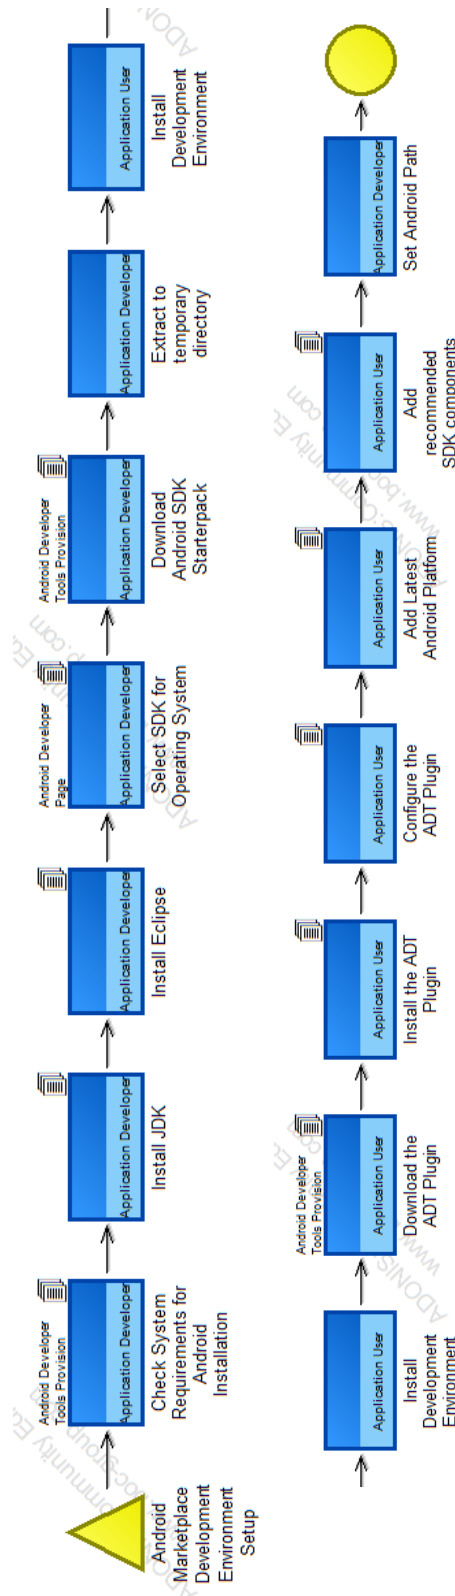 Android
Marketplace
Development
Environment
Setup
Android Developer
Tools Provision
Application Developer
Check System
Requirements for
Android
Installation
Application Developer
Install JDK
Application Developer
Install Eclipse
Android Developer
Page
Application Developer
Select SDK for
Operating System
Android Developer
Tools Provision
Application Developer
Download
Android SDK
Starterpack
Application Developer
Extract to
temporary
directory
Application User
Install
Development
Environment
Application User
Install
Development
Environment
Android Developer
Tools Provision
Application User
Download the
ADT Plugin
Application User
Install the ADT
Plugin
Application User
Configure the
ADT Plugin
Application User
Add Latest
Android Platform
Application User
Add
recommended
SDK components
Application Developer
Set Android Path